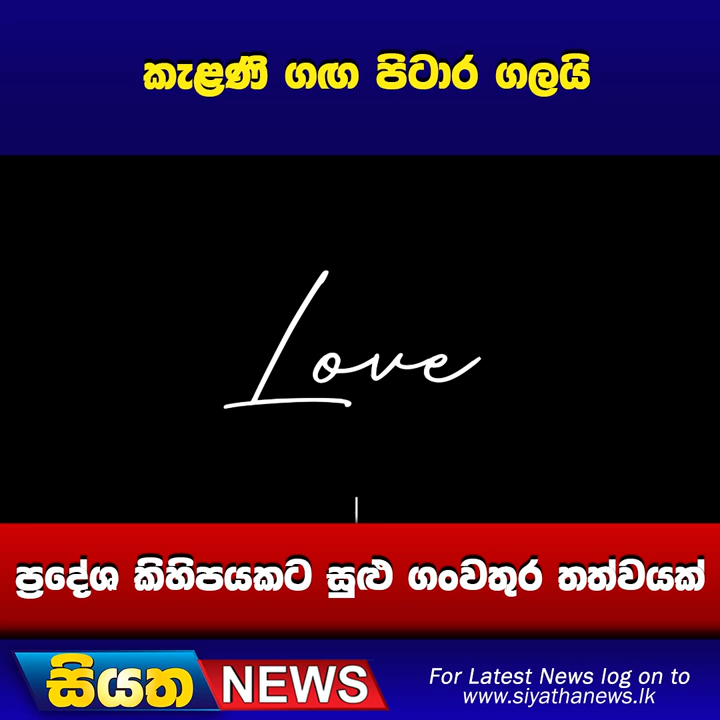 කැළණි ගඟ පිටාර ගලයි
Love
ප්‍රදේශ කිහිපයකට සුළු ගංවතුර තත්වයක්
සියත NEWS
For Latest News log on to
www.siyathanews.lk